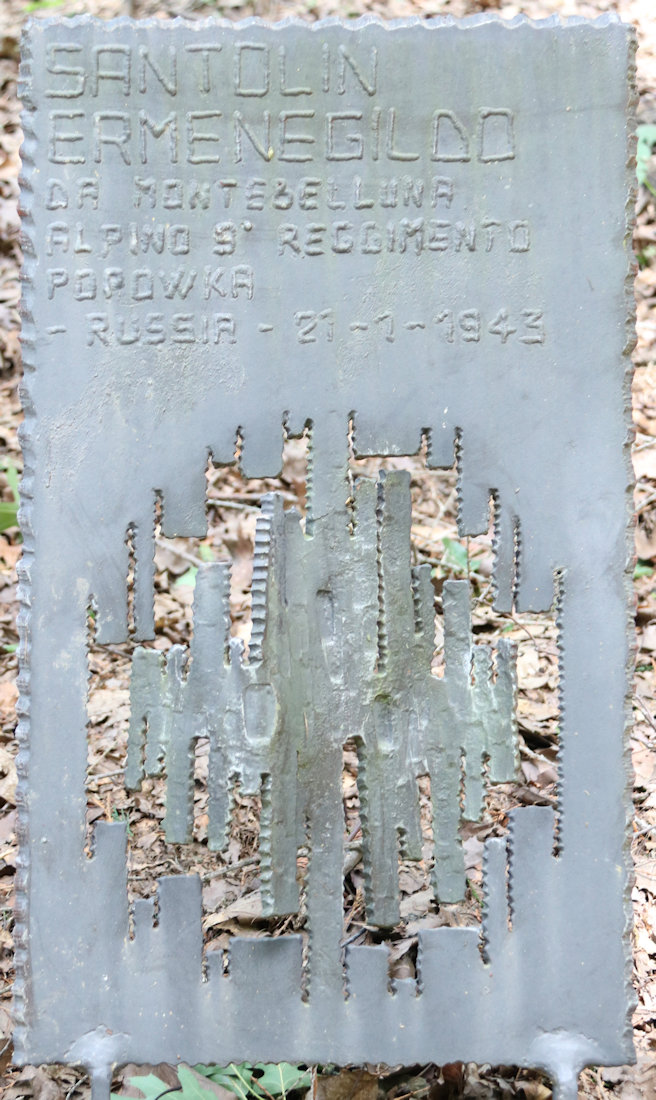 SANTOLIN
ERMENEGILDO
DA MONTEBELLUNA
ALPINO 9° REGGIMENTO
POPOWKA
- RUSSIA - 21-1-1943